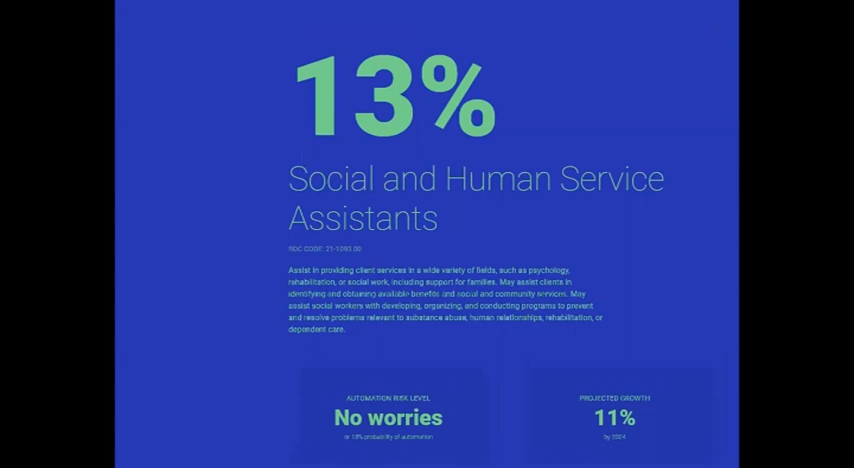 13%
Social and Human Service
Assistants
SOC CODE: 21-1093.00
Assist in providing client services in a wide variety of fields, such as psychology,
rehabilitation, or social work, including support for families. May assist clients in
identifying and obtaining available benefits and social and community services. May
assist social workers with developing, organizing, and conducting programs to prevent
and resolve problems relevant to substance abuse, human relationships, rehabilitation, or
dependent care.
AUTOMATION RISK LEVEL
No worries
or 13% probability of automation
PROJECTED GROWTH
11%
by 2024